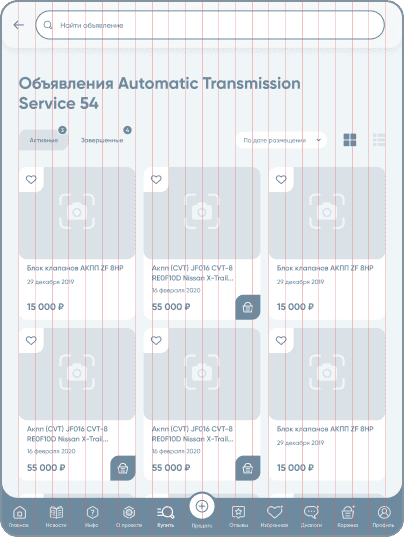 Найти объявление
Объявления Automatic Transmission
Service 54
Активные 3
Завершенные 4
По дате размещения
Блок клапанов АКПП ZF 8HP
29 декабря 2019
15 000 ₽
Акпп (CVT) JF016 CVT-8
RE0F10D Nissan X-Trail...
16 февраля 2020
55 000 ₽
Блок клапанов АКПП ZF 8HP
29 декабря 2019
15 000 ₽
Акпп (CVT) JF016 CVT-8
RE0F10D Nissan X-Trail...
16 февраля 2020
55 000 ₽
Акпп (CVT) JF016 CVT-8
RE0F10D Nissan X-Trail...
16 февраля 2020
55 000 ₽
Блок клапанов АКПП ZF 8HP
29 декабря 2019
15 000 ₽
Главное
Новости
Инфо
О проекте
Купить
Продать
Отзывы
Избранное
Диалоги
Корзина
Профиль